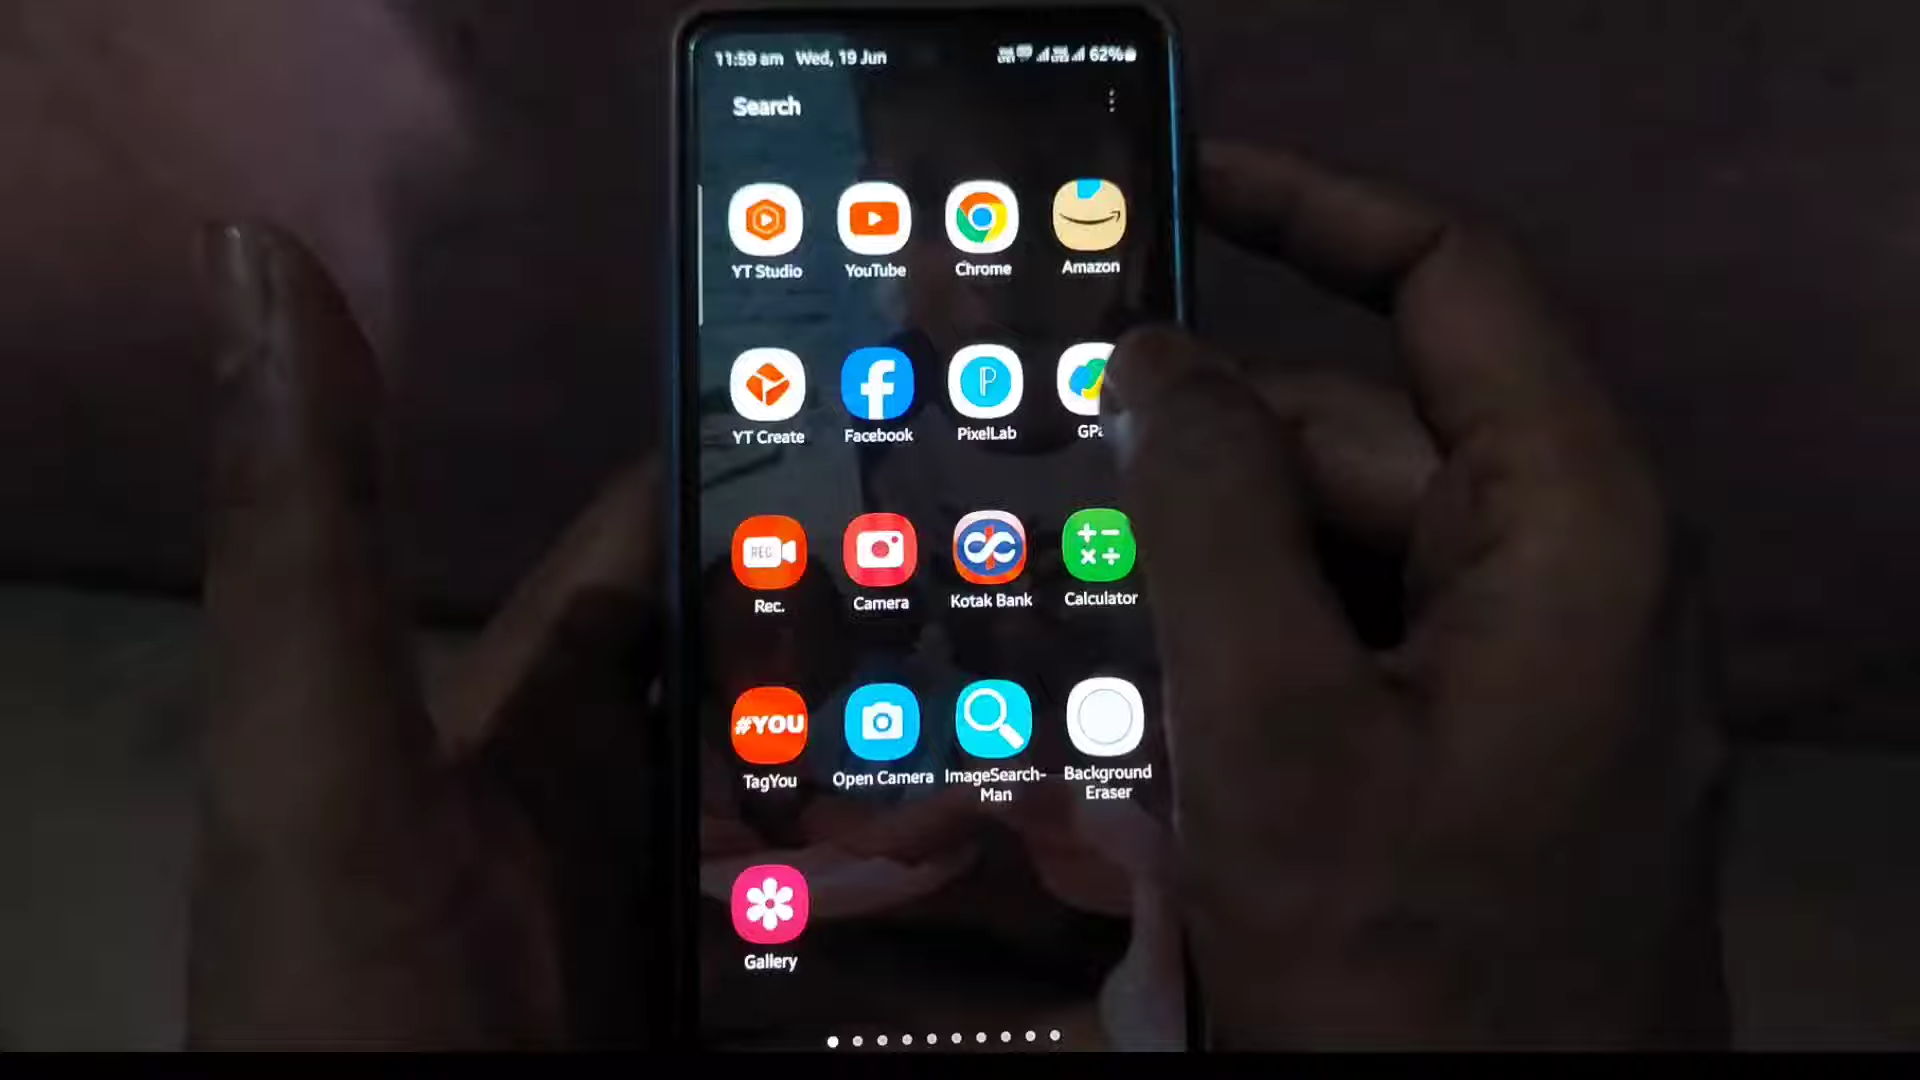 11:59 am Wed, 19 Jun 62%
Search
YT Studio YouTube Chrome Amazon
YT Create Facebook PixelLab
REC
Rec. Camera Kotak Bank Calculator
#YOU
TagYou Open Camera ImageSearch-
Man Background
Eraser
Gallery